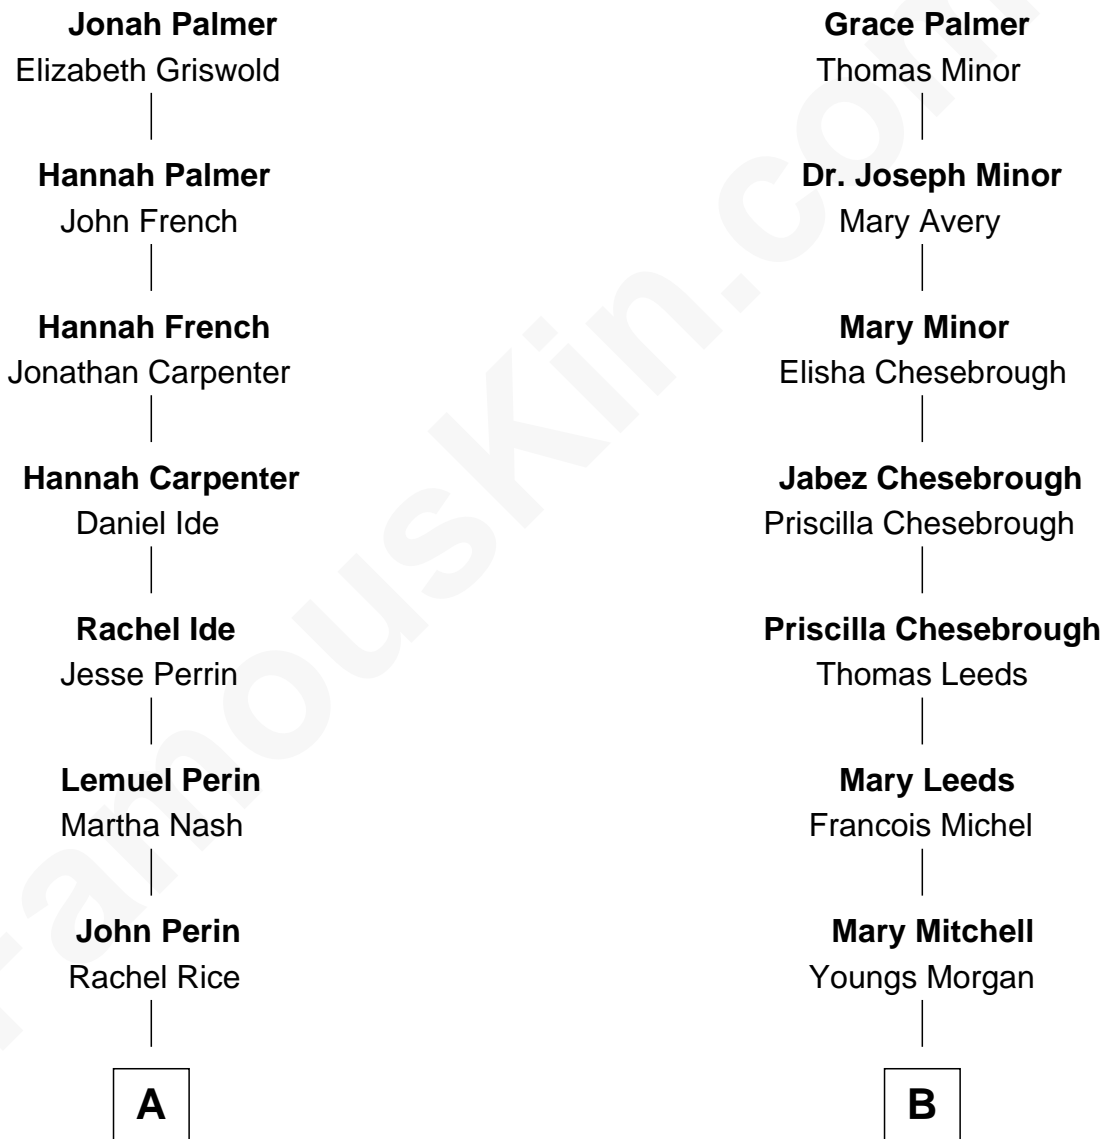 Jonah Palmer
Elizabeth Griswold
Hannah Palmer
John French
Hannah French
Jonathan Carpenter
Hannah Carpenter
Daniel Ide
Rachel Ide
Jesse Perrin
Lemuel Perin
Martha Nash
John Perin
Rachel Rice
A
Grace Palmer
Thomas Minor
Dr. Joseph Minor
Mary Avery
Mary Minor
Elisha Chesebrough
Jabez Chesebrough
Priscilla Chesebrough
Priscilla Chesebrough
Thomas Leeds
Mary Leeds
Francois Michel
Mary Mitchell
Youngs Morgan
B
FamousKin.com